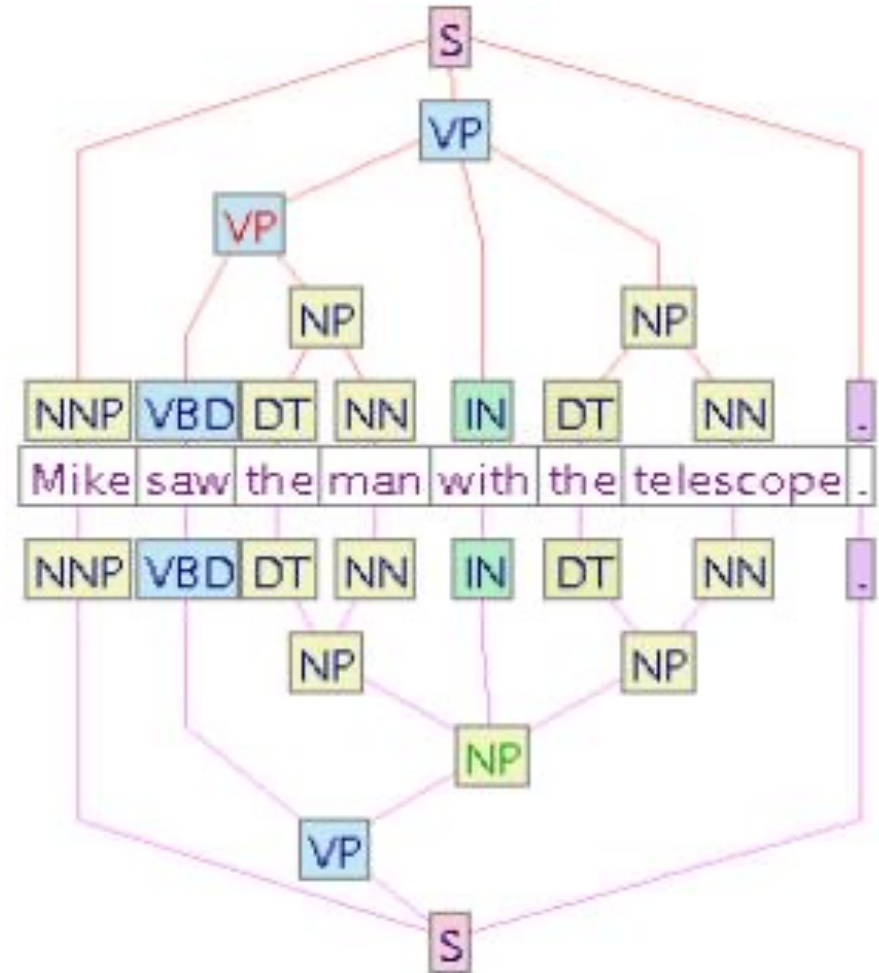 S
VP
VP
NP NP
NNP VBD DT NN IN DT NN .
Mike saw the man with the telescope .
NNP VBD DT NN IN DT NN .
NP NP
NP
VP
S